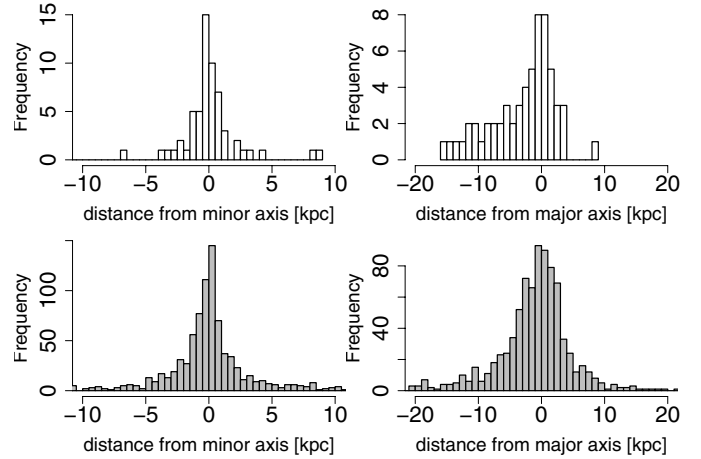 Frequency
0 5 10 15
−10 −5 0 5 10
distance from minor axis [kpc]
Frequency
0 2 4 6 8
−20 −10 0 10 20
distance from major axis [kpc]
Frequency
0 50 100
−10 −5 0 5 10
distance from minor axis [kpc]
Frequency
0 40 80
−20 −10 0 10 20
distance from major axis [kpc]